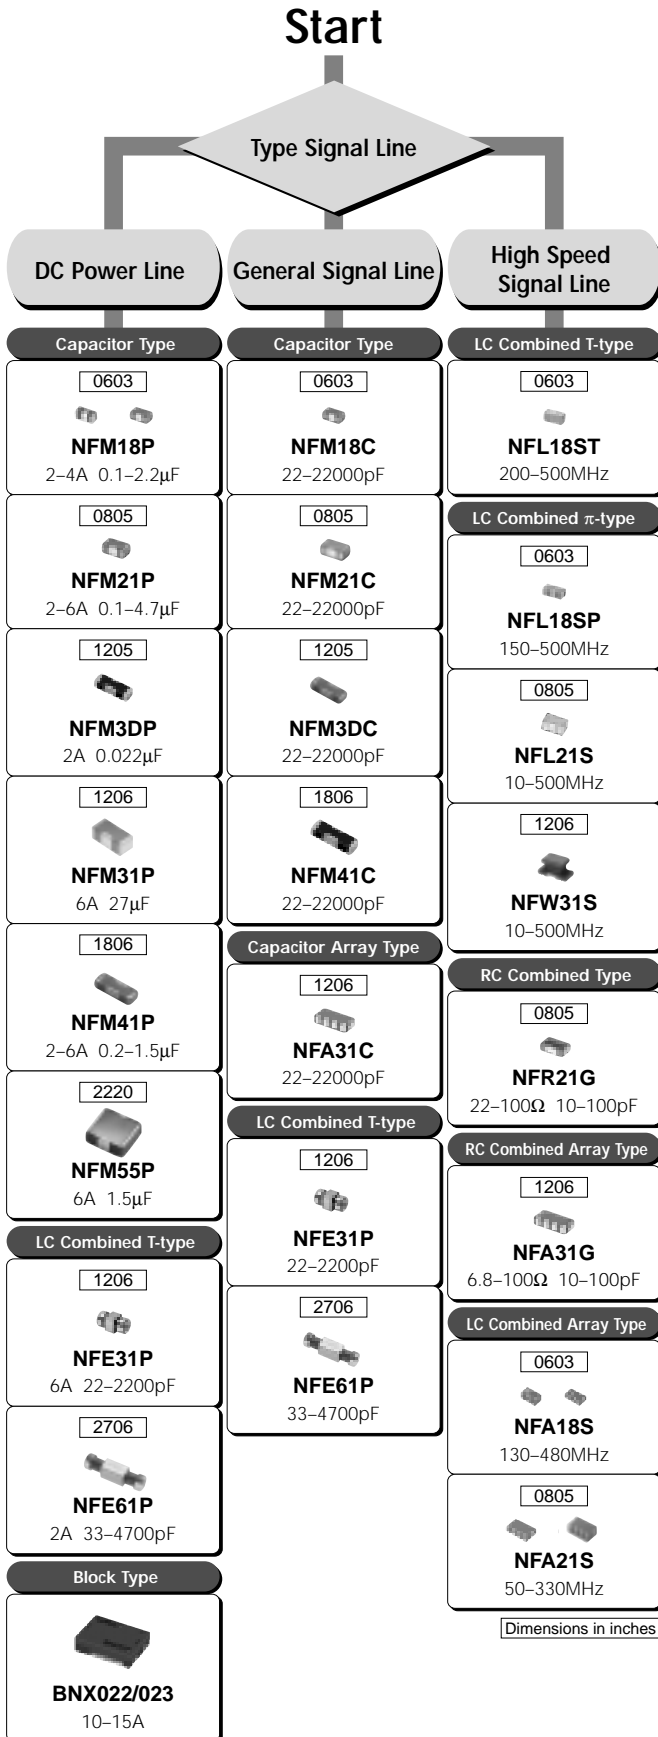 Start
Type Signal Line
DC Power Line
Capacitor Type
0603
NFM18P
2–4A 0.1–2.2µF
0805
NFM21P
2–6A 0.1–4.7µF
1205
NFM3DP
2A 0.022µF
1206
NFM31P
6A 27µF
1806
NFM41P
2–6A 0.2–1.5µF
2220
NFM55P
6A 1.5µF
LC Combined T-type
1206
NFE31P
6A 22–2200pF
2706
NFE61P
2A 33–4700pF
Block Type
BNX022/023
10–15A
General Signal Line
Capacitor Type
0603
NFM18C
22–22000pF
0805
NFM21C
22–22000pF
1205
NFM3DC
22–22000pF
1806
NFM41C
22–22000pF
Capacitor Array Type
1206
NFA31C
22–22000pF
LC Combined T-type
1206
NFE31P
22–2200pF
2706
NFE61P
33–4700pF
High Speed
Signal Line
LC Combined T-type
0603
NFL18ST
200–500MHz
LC Combined π-type
0603
NFL18SP
150–500MHz
0805
NFL21S
10–500MHz
1206
NFW31S
10–500MHz
RC Combined Type
0805
NFR21G
22–100Ω 10–100pF
RC Combined Array Type
1206
NFA31G
6.8–100Ω 10–100pF
LC Combined Array Type
0603
NFA18S
130–480MHz
0805
NFA21S
50–330MHz
Dimensions in inches